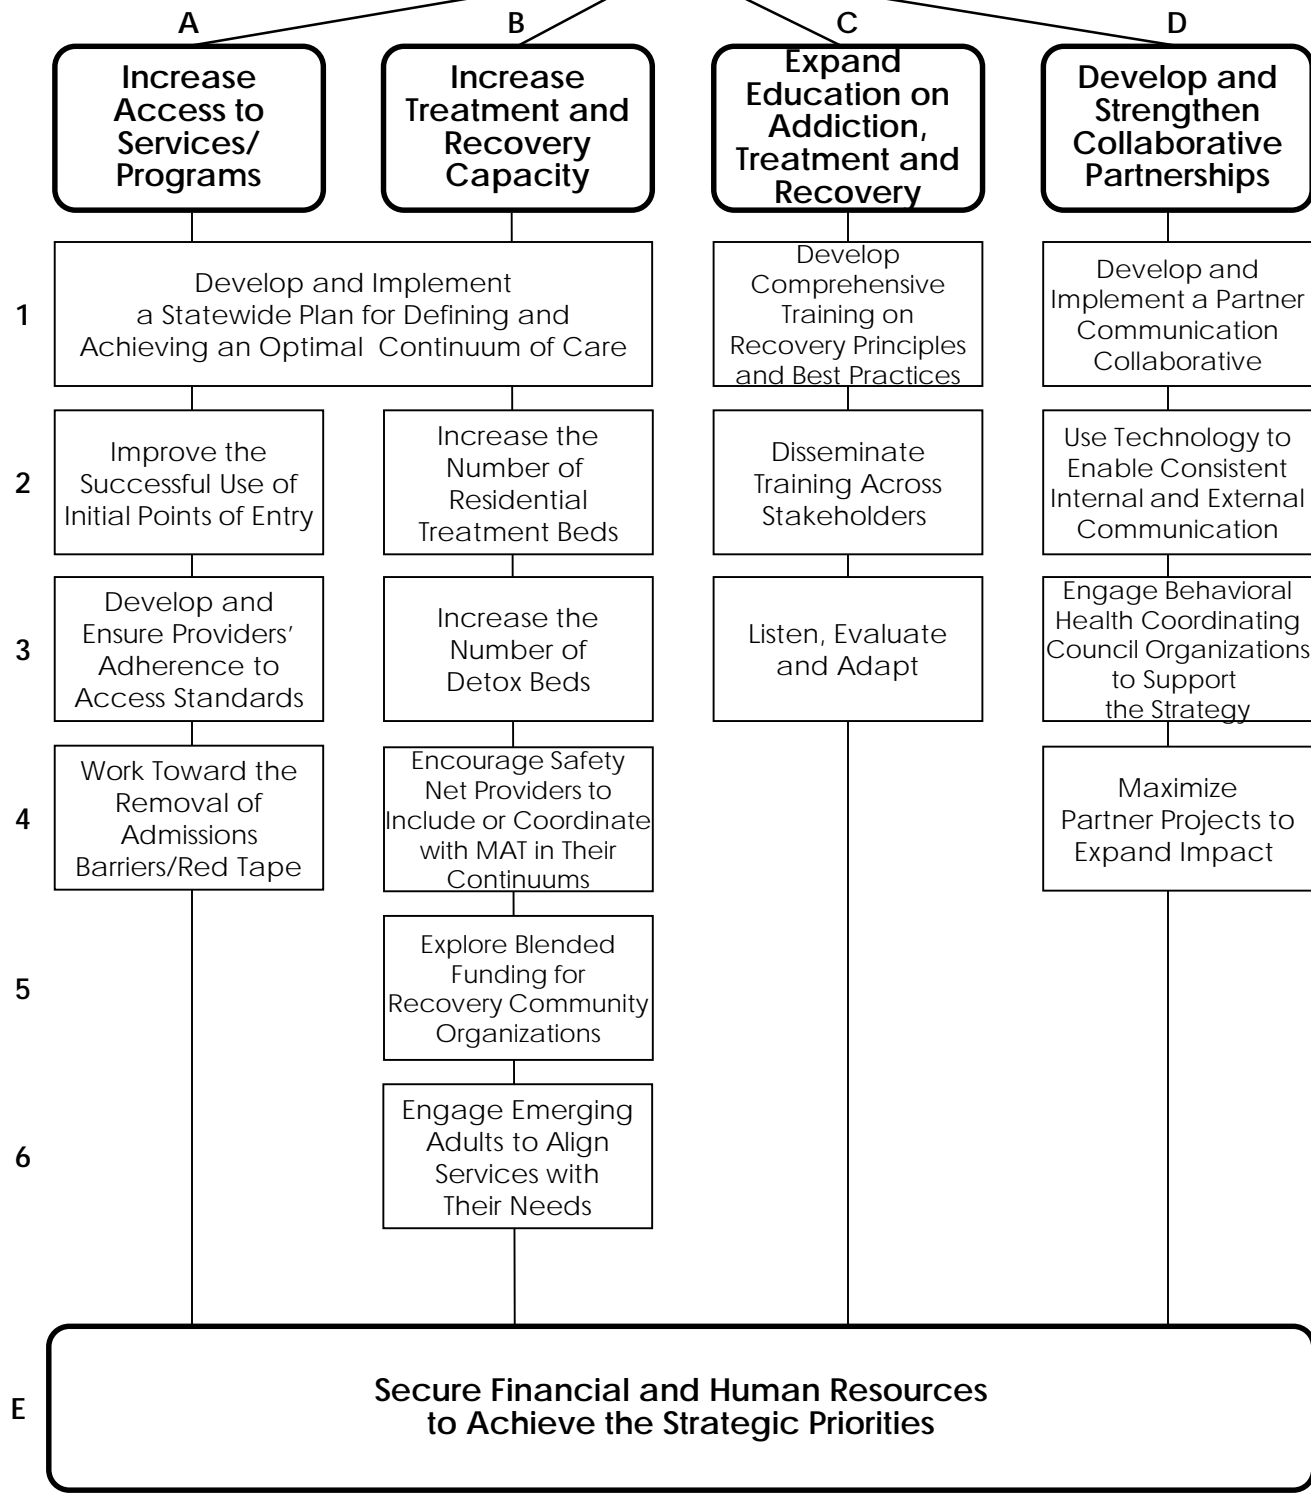 A
B
C
D
Increase
Access to
Services/
Programs
Increase
Treatment and
Recovery
Capacity
Expand
Education on
Addiction,
Treatment and
Recovery
Develop and
Strengthen
Collaborative
Partnerships
1
Develop and Implement
a Statewide Plan for Defining and
Achieving an Optimal Continuum of Care
Develop
Comprehensive
Training on
Recovery Principles
and Best Practices
Develop and
Implement a Partner
Communication
Collaborative
2
Improve the
Successful Use of
Initial Points of Entry
Increase the
Number of
Residential
Treatment Beds
Disseminate
Training Across
Stakeholders
Use Technology to
Enable Consistent
Internal and External
Communication
3
Develop and
Ensure Providers’
Adherence to
Access Standards
Increase the
Number of
Detox Beds
Listen, Evaluate
and Adapt
Engage Behavioral
Health Coordinating
Council Organizations
to Support
the Strategy
4
Work Toward the
Removal of
Admissions
Barriers/Red Tape
Encourage Safety
Net Providers to
Include or Coordinate
with MAT in Their
Continuums
Maximize
Partner Projects to
Expand Impact
5
Explore Blended
Funding for
Recovery Community
Organizations
6
Engage Emerging
Adults to Align
Services with
Their Needs
E
Secure Financial and Human Resources
to Achieve the Strategic Priorities